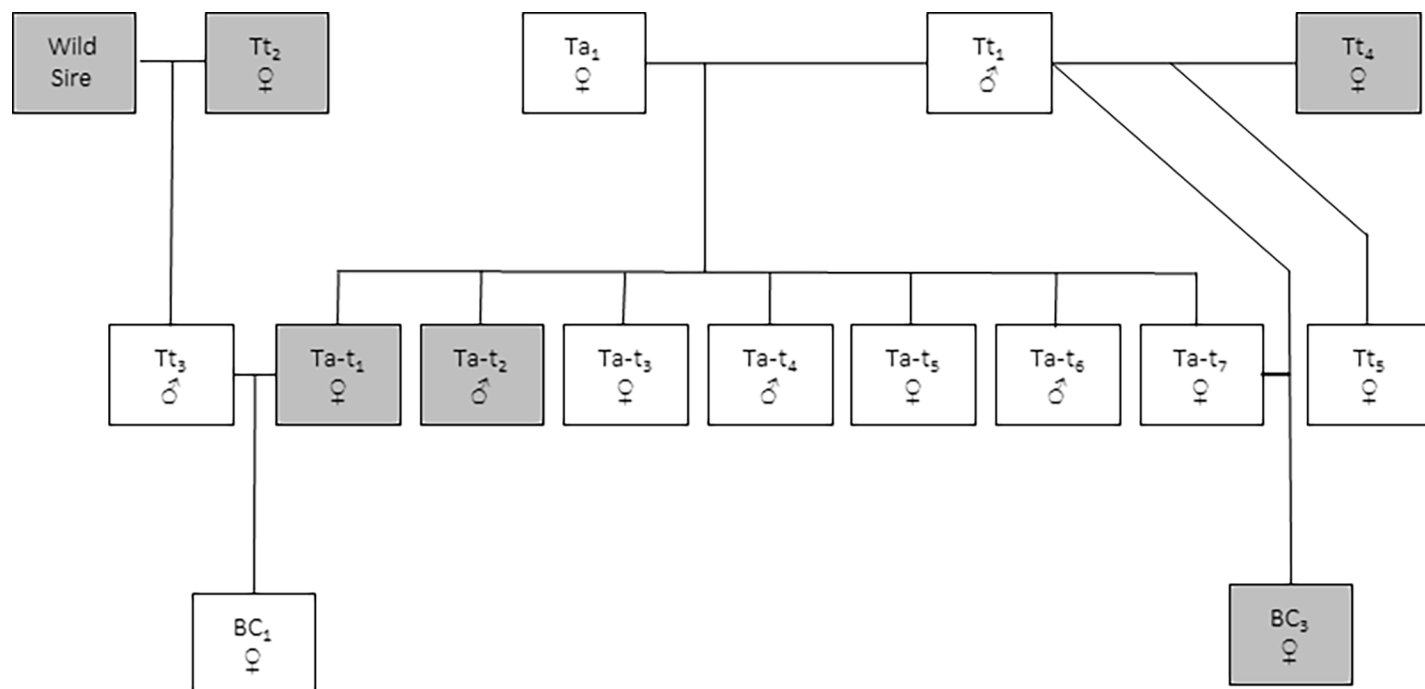 Wild
Sire
Tt₂
♀
Ta₁
♀
Tt₁
♂
Tt₄
♀
Tt₃
♂
Ta-t₁
♀
Ta-t₂
♂
Ta-t₃
♀
Ta-t₄
♂
Ta-t₅
♀
Ta-t₆
♂
Ta-t₇
♀
Tt₅
♀
BC₁
♀
BC₃
♀